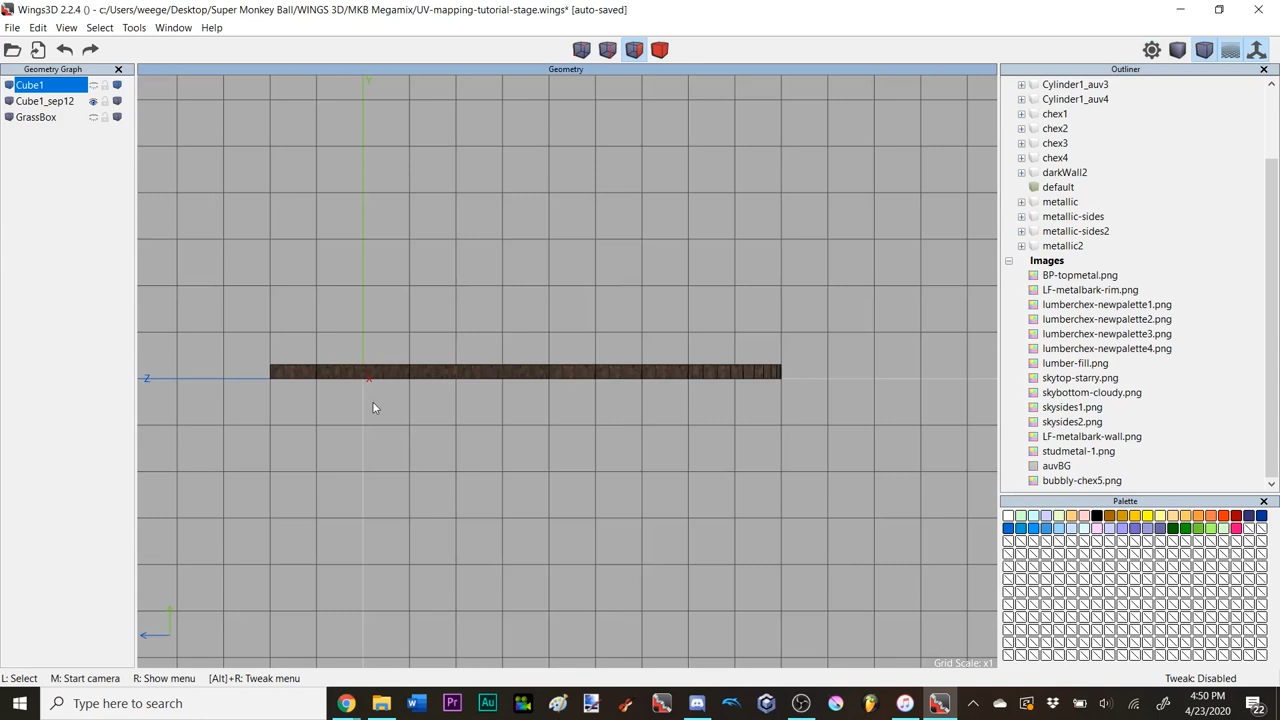 Wings3D 2.2.4 () - c:/Users/weege/Desktop/Super Monkey Ball/WINGS 3D/MKB Megamix/UV-mapping-tutorial-stage.wings* [auto-saved]
File Edit View Select Tools Window Help
Geometry Graph
Geometry
Outliner
Cube1
Cube1_sep12
GrassBox
Y
Z
X
Cylinder1_auv3
Cylinder1_auv4
chex1
chex2
chex3
chex4
darkWall2
default
metallic
metallic-sides
metallic-sides2
metallic2
Images
BP-topmetal.png
LF-metalbark-rim.png
lumberchex-newpalette1.png
lumberchex-newpalette2.png
lumberchex-newpalette3.png
lumberchex-newpalette4.png
lumber-fill.png
skytop-starry.png
skybottom-cloudy.png
skysides1.png
skysides2.png
LF-metalbark-wall.png
studmetal-1.png
auvBG
bubbly-chex5.png
Palette
Grid Scale: x1
L: Select M: Start camera R: Show menu [Alt]+R: Tweak menu
Tweak: Disabled
Type here to search
W
Pr
Au
4:50 PM
4/23/2020
22